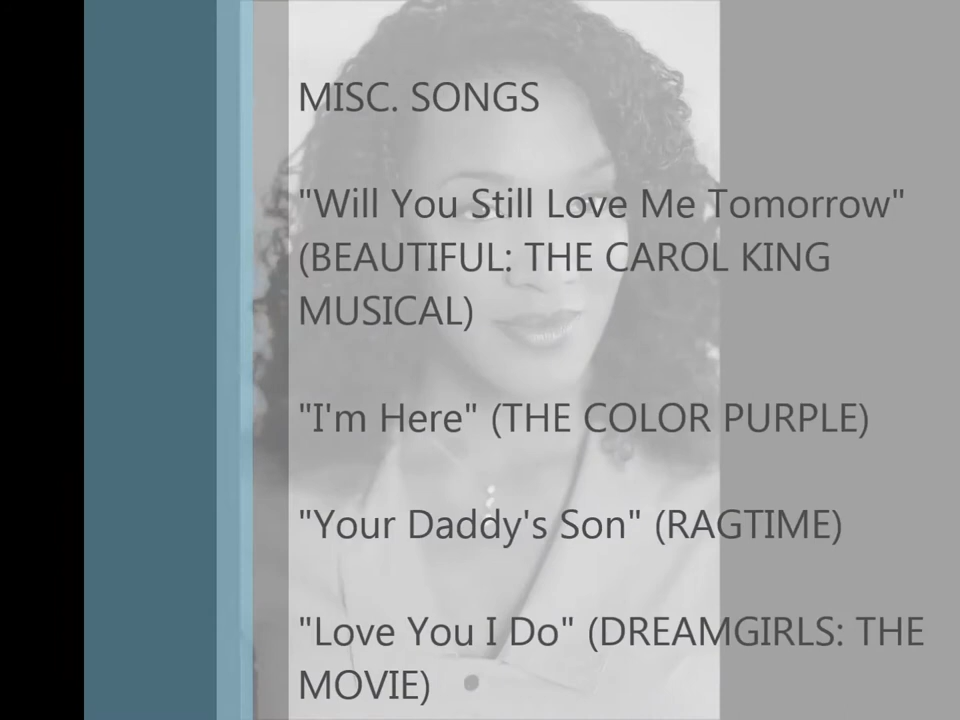 MISC. SONGS
"Will You Still Love Me Tomorrow"
(BEAUTIFUL: THE CAROL KING
MUSICAL)
"I'm Here" (THE COLOR PURPLE)
"Your Daddy's Son" (RAGTIME)
"Love You I Do" (DREAMGIRLS: THE
MOVIE)